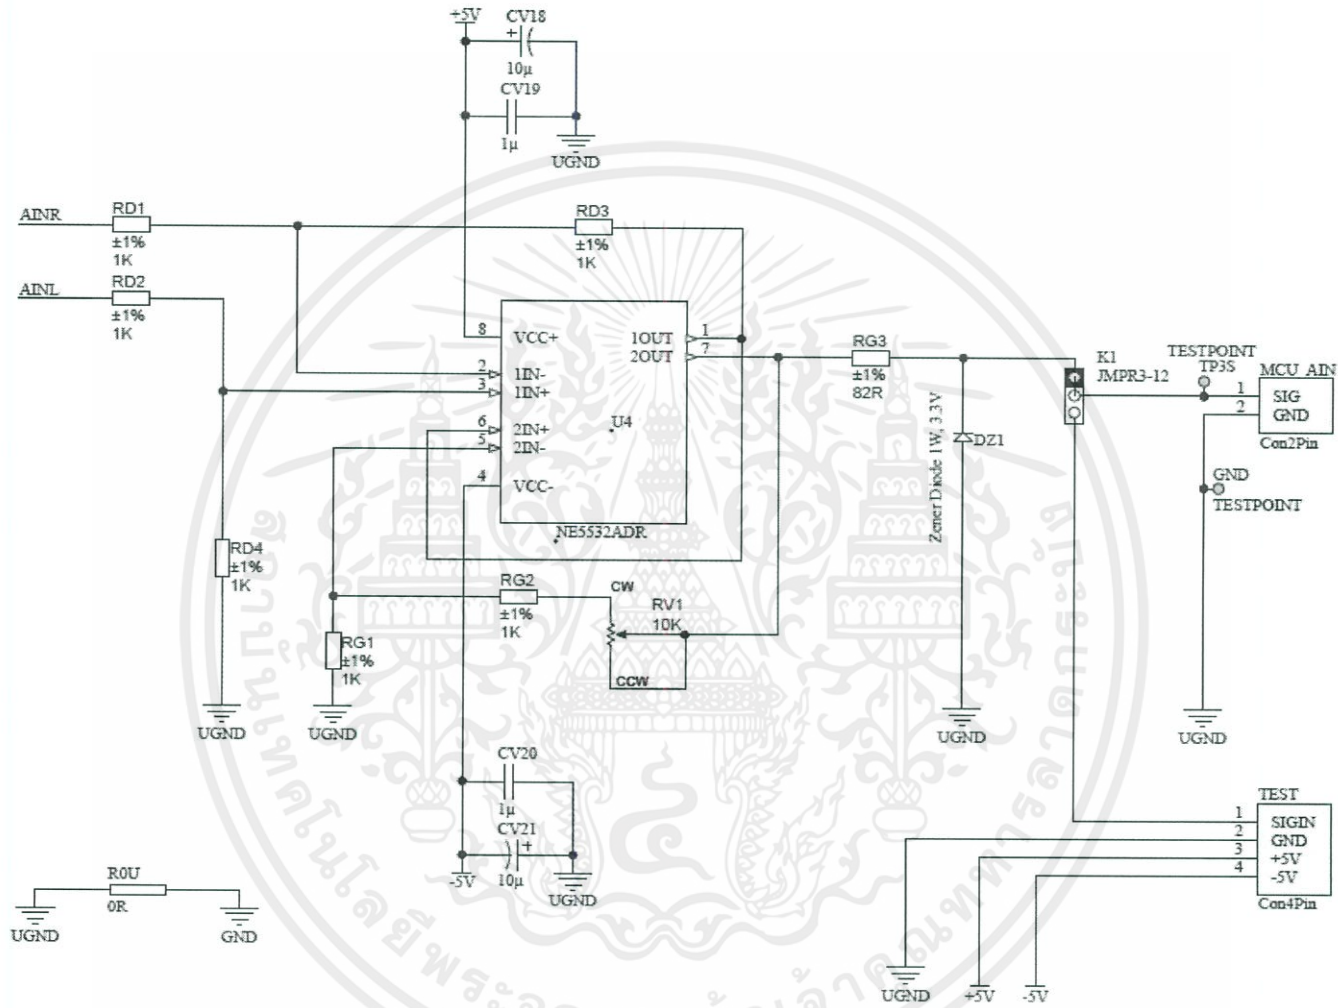 +5V
CV18
+
10µ
CV19
1µ
UGND
AINR
RD1
±1%
1K
RD3
±1%
1K
AINL
RD2
±1%
1K
8
VCC+
1OUT
1
2OUT
7
2
1IN-
3
1IN+
6
2IN+
5
2IN-
4
VCC-
U4
NE5532ADR
RG3
±1%
82R
K1
JMPR3-12
TESTPOINT
TP3S
MCU_AIN
1
SIG
2
GND
Con2Pin
Zener Diode 1W, 3.3V
DZ1
GND
TESTPOINT
RD4
±1%
1K
RG2
±1%
1K
CW
RV1
10K
CCW
RG1
±1%
1K
UGND
UGND
UGND
UGND
CV20
1µ
CV21
+
10µ
-5V
UGND
TEST
1
SIGIN
2
GND
3
+5V
4
-5V
Con4Pin
R0U
0R
UGND
GND
UGND
+5V
-5V